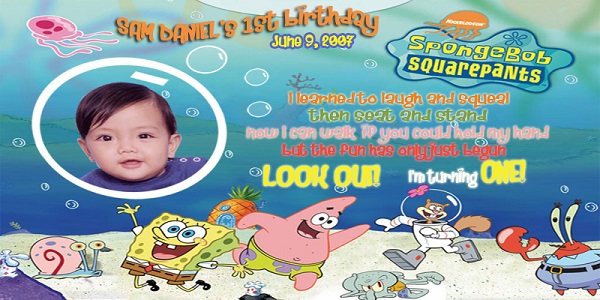 SAM DANIEL'S 1st birthday
June 9, 2007
NICKELODEON
SPONGEBOB
SQUAREPANTS
I learned to laugh and squeal
then seat and stand
now I can walk IF you could hold my hand
but the fun has only just begun
LOOK OUT!
I'm turning ONE!